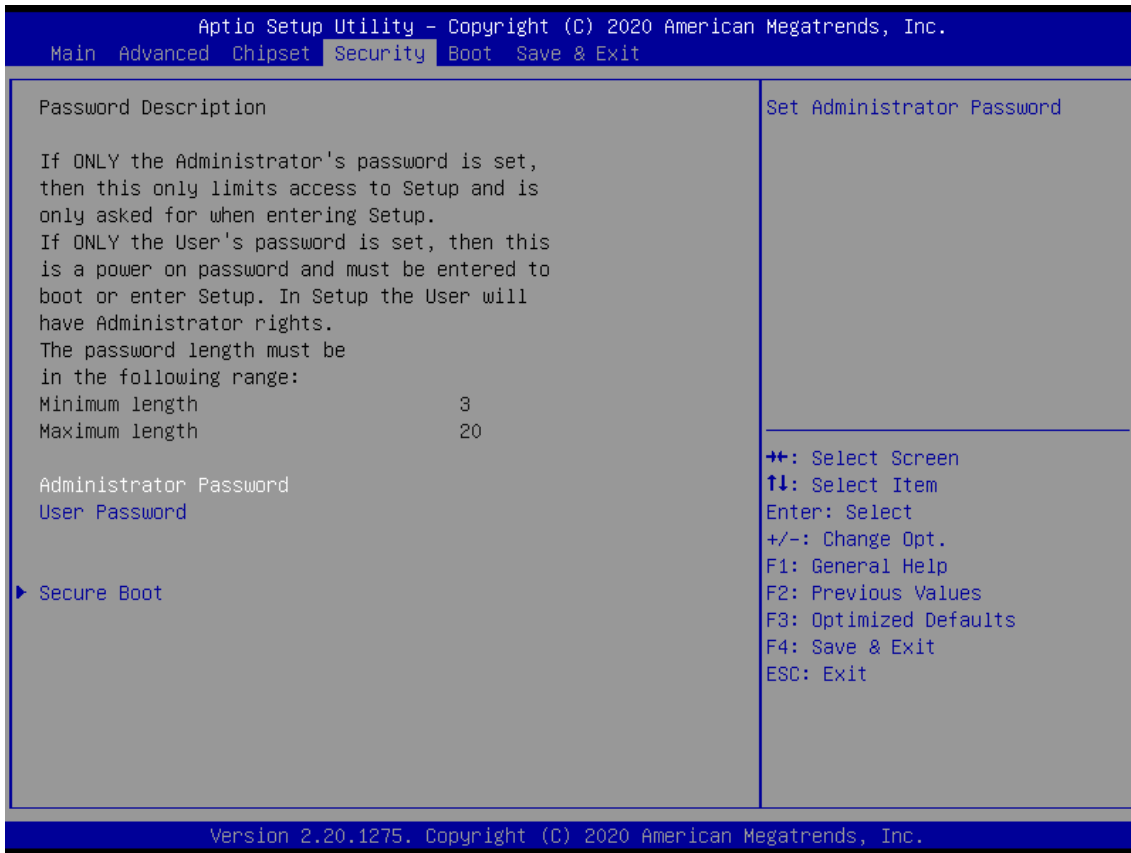 Aptio Setup Utility – Copyright (C) 2020 American Megatrends, Inc.
Main Advanced Chipset Security Boot Save & Exit
Password Description
If ONLY the Administrator's password is set,
then this only limits access to Setup and is
only asked for when entering Setup.
If ONLY the User's password is set, then this
is a power on password and must be entered to
boot or enter Setup. In Setup the User will
have Administrator rights.
The password length must be
in the following range:
Minimum length 3
Maximum length 20
Administrator Password
User Password
Secure Boot
Set Administrator Password
→←: Select Screen
↑↓: Select Item
Enter: Select
+/-: Change Opt.
F1: General Help
F2: Previous Values
F3: Optimized Defaults
F4: Save & Exit
ESC: Exit
Version 2.20.1275. Copyright (C) 2020 American Megatrends, Inc.